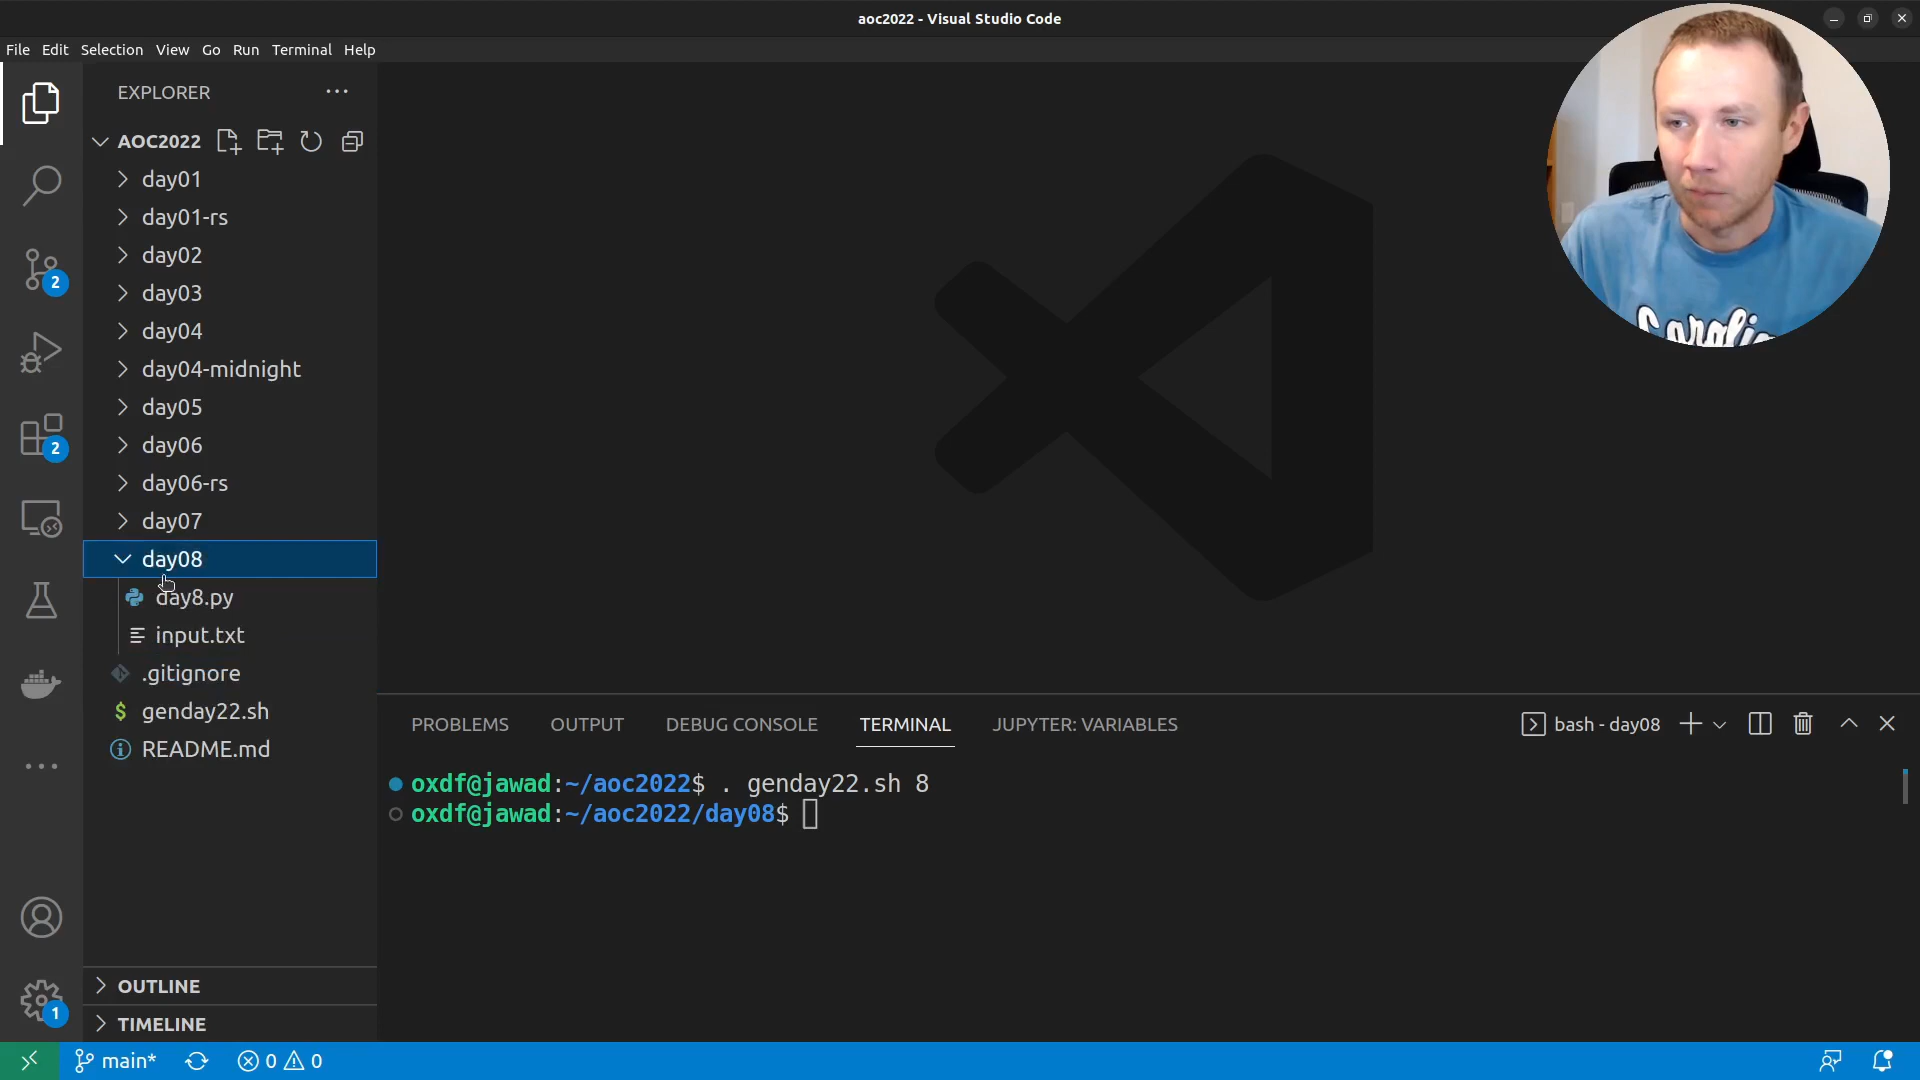 aoc2022 - Visual Studio Code
File Edit Selection View Go Run Terminal Help
EXPLORER
AOC2022
day01
day01-rs
day02
day03
day04
day04-midnight
day05
day06
day06-rs
day07
day08
day8.py
input.txt
.gitignore
$ genday22.sh
README.md
OUTLINE
TIMELINE
2
2
1
PROBLEMS OUTPUT DEBUG CONSOLE TERMINAL JUPYTER: VARIABLES
bash - day08
oxdf@jawad:~/aoc2022$ . genday22.sh 8
oxdf@jawad:~/aoc2022/day08$
main* 0 0